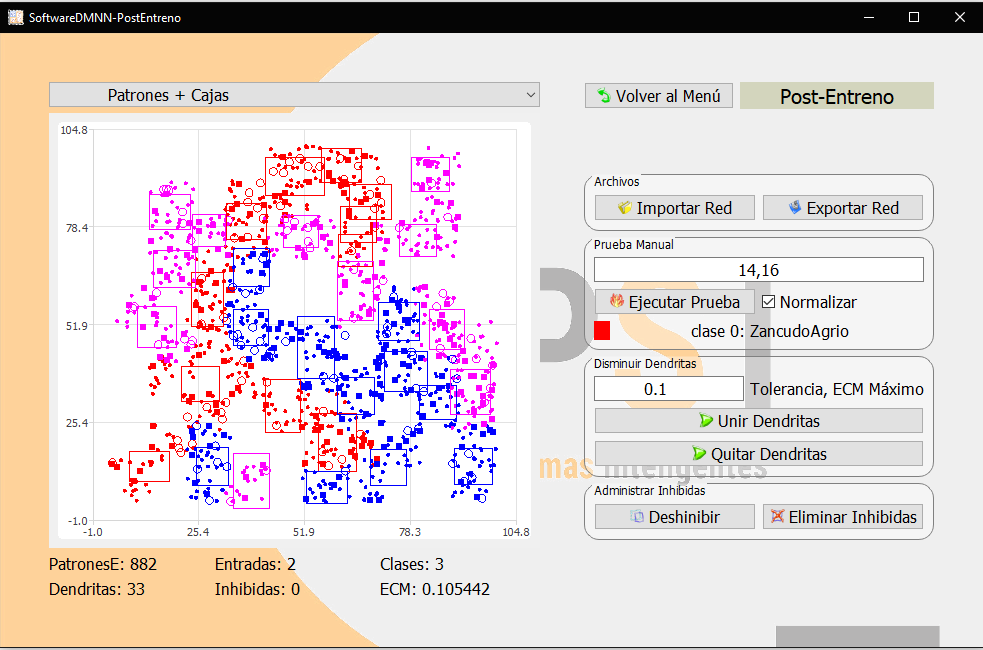 SoftwareDMNN-PostEntreno
Patrones + Cajas
Volver al Menú
Post-Entreno
104.8
78.4
51.9
25.4
-1.0
-1.0
25.4
51.9
78.3
104.8
Archivos
Importar Red
Exportar Red
Prueba Manual
14,16
Ejecutar Prueba
Normalizar
clase 0: ZancudoAgrio
Disminuir Dendritas
0.1
Tolerancia, ECM Máximo
Unir Dendritas
Quitar Dendritas
Administrar Inhibidas
Deshinibir
Eliminar Inhibidas
PatronesE: 882
Entradas: 2
Clases: 3
Dendritas: 33
Inhibidas: 0
ECM: 0.105442